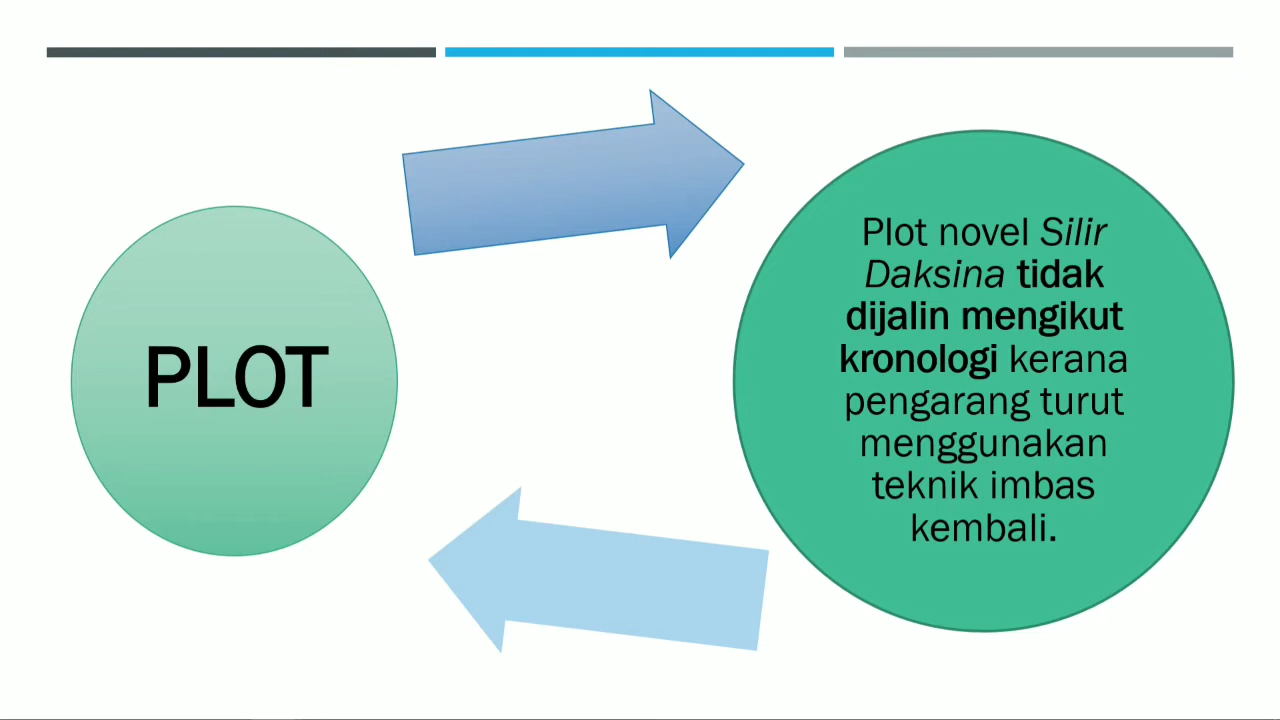 PLOT
Plot novel Silir
Daksina tidak
dijalin mengikut
kronologi kerana
pengarang turut
menggunakan
teknik imbas
kembali.